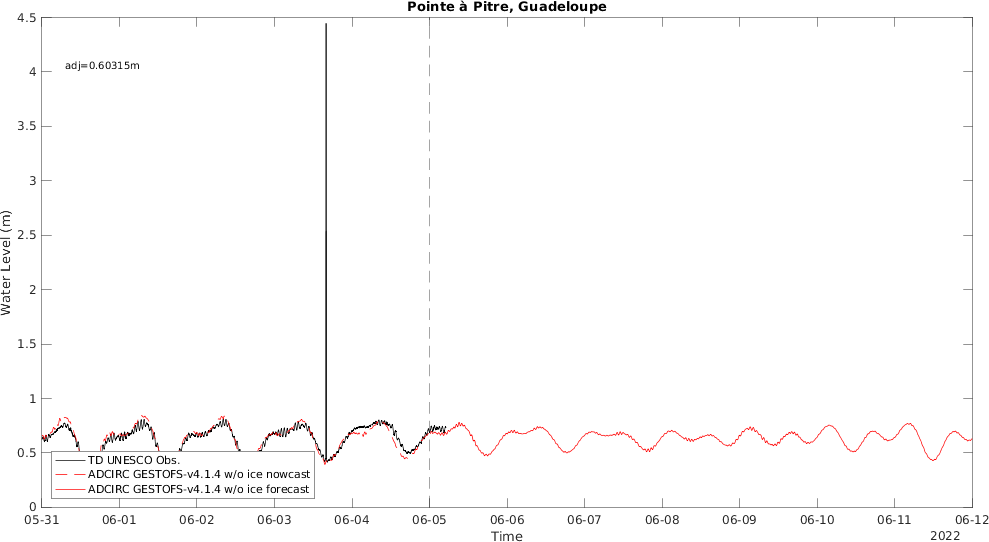 Pointe à Pitre, Guadeloupe
4.5
adj=0.60315m
4
3.5
3
2.5
2
1.5
1
0.5
0
Water Level (m)
TD UNESCO Obs.
ADCIRC GESTOFS-v4.1.4 w/o ice nowcast
ADCIRC GESTOFS-v4.1.4 w/o ice forecast
05-31 06-01 06-02 06-03 06-04 06-05 06-06 06-07 06-08 06-09 06-10 06-11 06-12
Time
2022